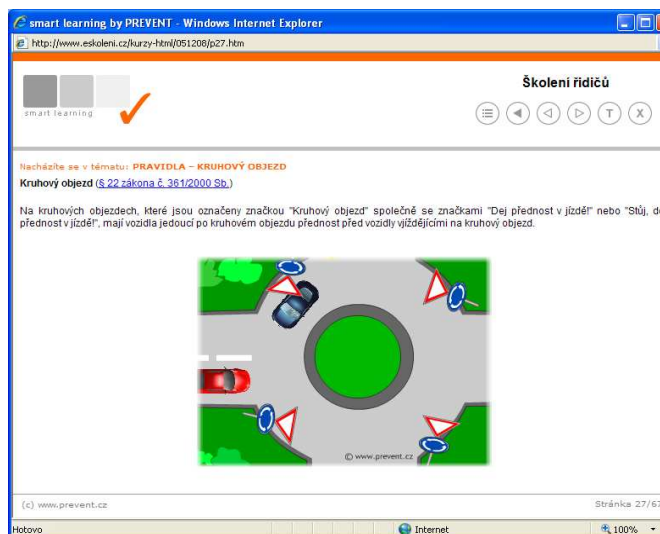 smart learning by PREVENT - Windows Internet Explorer
http://www.eskoleni.cz/kurzy-html/051208/p27.htm
smart learning
Školení řidičů
T X
Nacházíte se v tématu: PRAVIDLA – KRUHOVÝ OBJEZD
Kruhový objezd (§ 22 zákona č. 361/2000 Sb.)
Na kruhových objezdech, které jsou označeny značkou "Kruhový objezd" společně se značkami "Dej přednost v jízdě!" nebo "Stůj, d
přednost v jízdě!", mají vozidla jedoucí po kruhovém objezdu přednost před vozidly vjíždějícími na kruhový objezd.
© www.prevent.cz
(c) www.prevent.cz
Stránka 27/67
Hotovo
Internet
100%